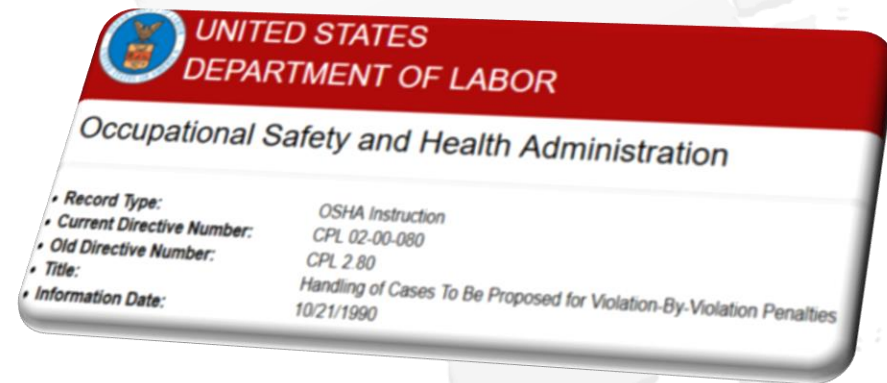 UNITED STATES
DEPARTMENT OF LABOR
Occupational Safety and Health Administration
• Record Type: OSHA Instruction
• Current Directive Number: CPL 02-00-080
• Old Directive Number: CPL 2.80
• Title: Handling of Cases To Be Proposed for Violation-By-Violation Penalties
• Information Date: 10/21/1990